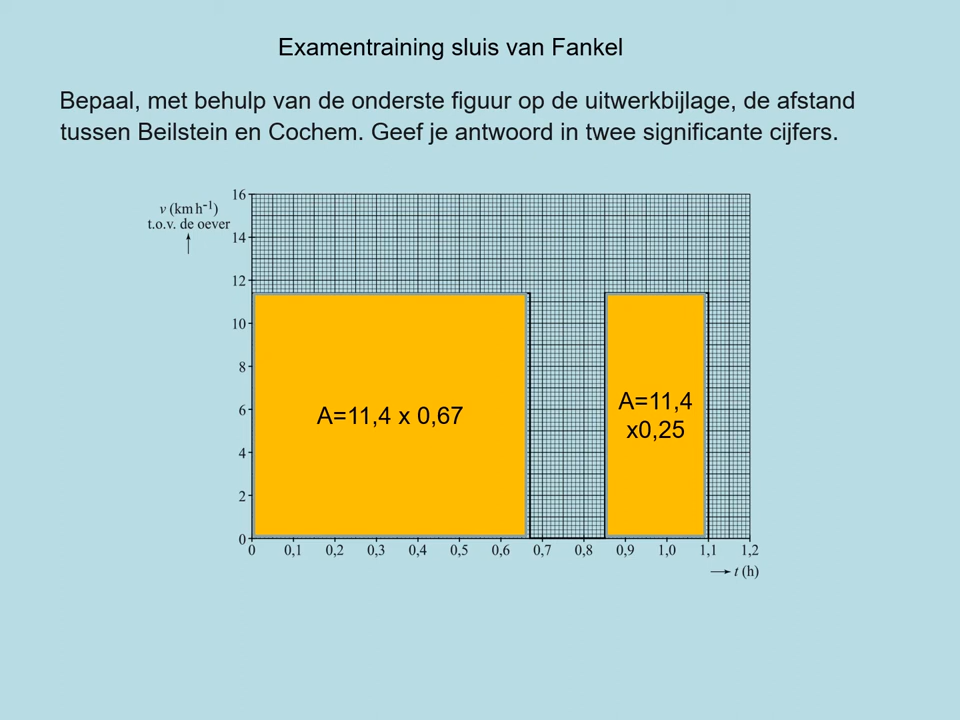 Examentraining sluis van Fankel
Bepaal, met behulp van de onderste figuur op de uitwerkbijlage, de afstand
tussen Beilstein en Cochem. Geef je antwoord in twee significante cijfers.
v (km h⁻¹)
t.o.v. de oever
16
14
12
10
8
6
4
2
0
A=11,4 x 0,67
A=11,4
x0,25
0 0,1 0,2 0,3 0,4 0,5 0,6 0,7 0,8 0,9 1,0 1,1 1,2
t (h)